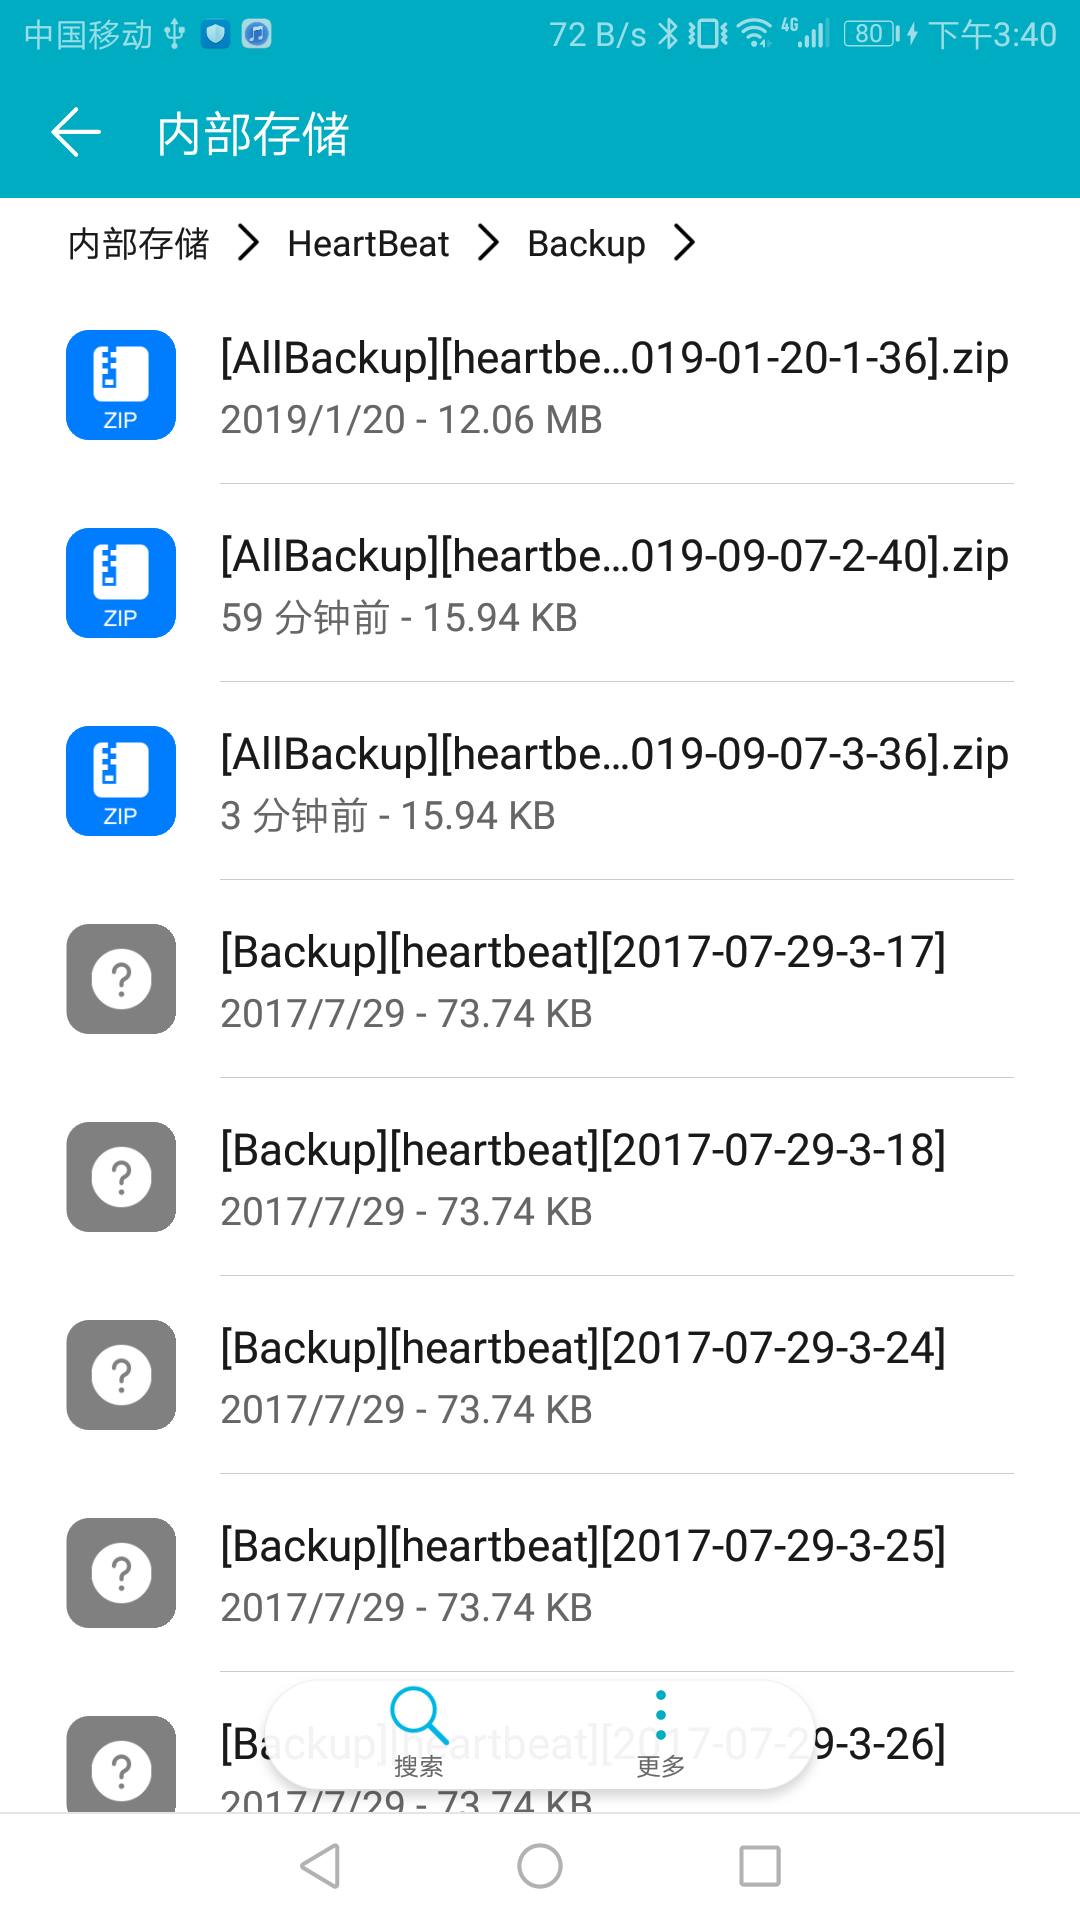 中国移动 72 B/s 4G 80 下午3:40
内部存储
内部存储 HeartBeat Backup
[AllBackup][heartbe...019-01-20-1-36].zip
ZIP
2019/1/20 - 12.06 MB
[AllBackup][heartbe...019-09-07-2-40].zip
ZIP
59 分钟前 - 15.94 KB
[AllBackup][heartbe...019-09-07-3-36].zip
ZIP
3 分钟前 - 15.94 KB
[Backup][heartbeat][2017-07-29-3-17]
2017/7/29 - 73.74 KB
[Backup][heartbeat][2017-07-29-3-18]
2017/7/29 - 73.74 KB
[Backup][heartbeat][2017-07-29-3-24]
2017/7/29 - 73.74 KB
[Backup][heartbeat][2017-07-29-3-25]
2017/7/29 - 73.74 KB
[Backup][heartbeat][2017-07-29-3-26]
2017/7/29 - 73.74 KB
搜索 更多